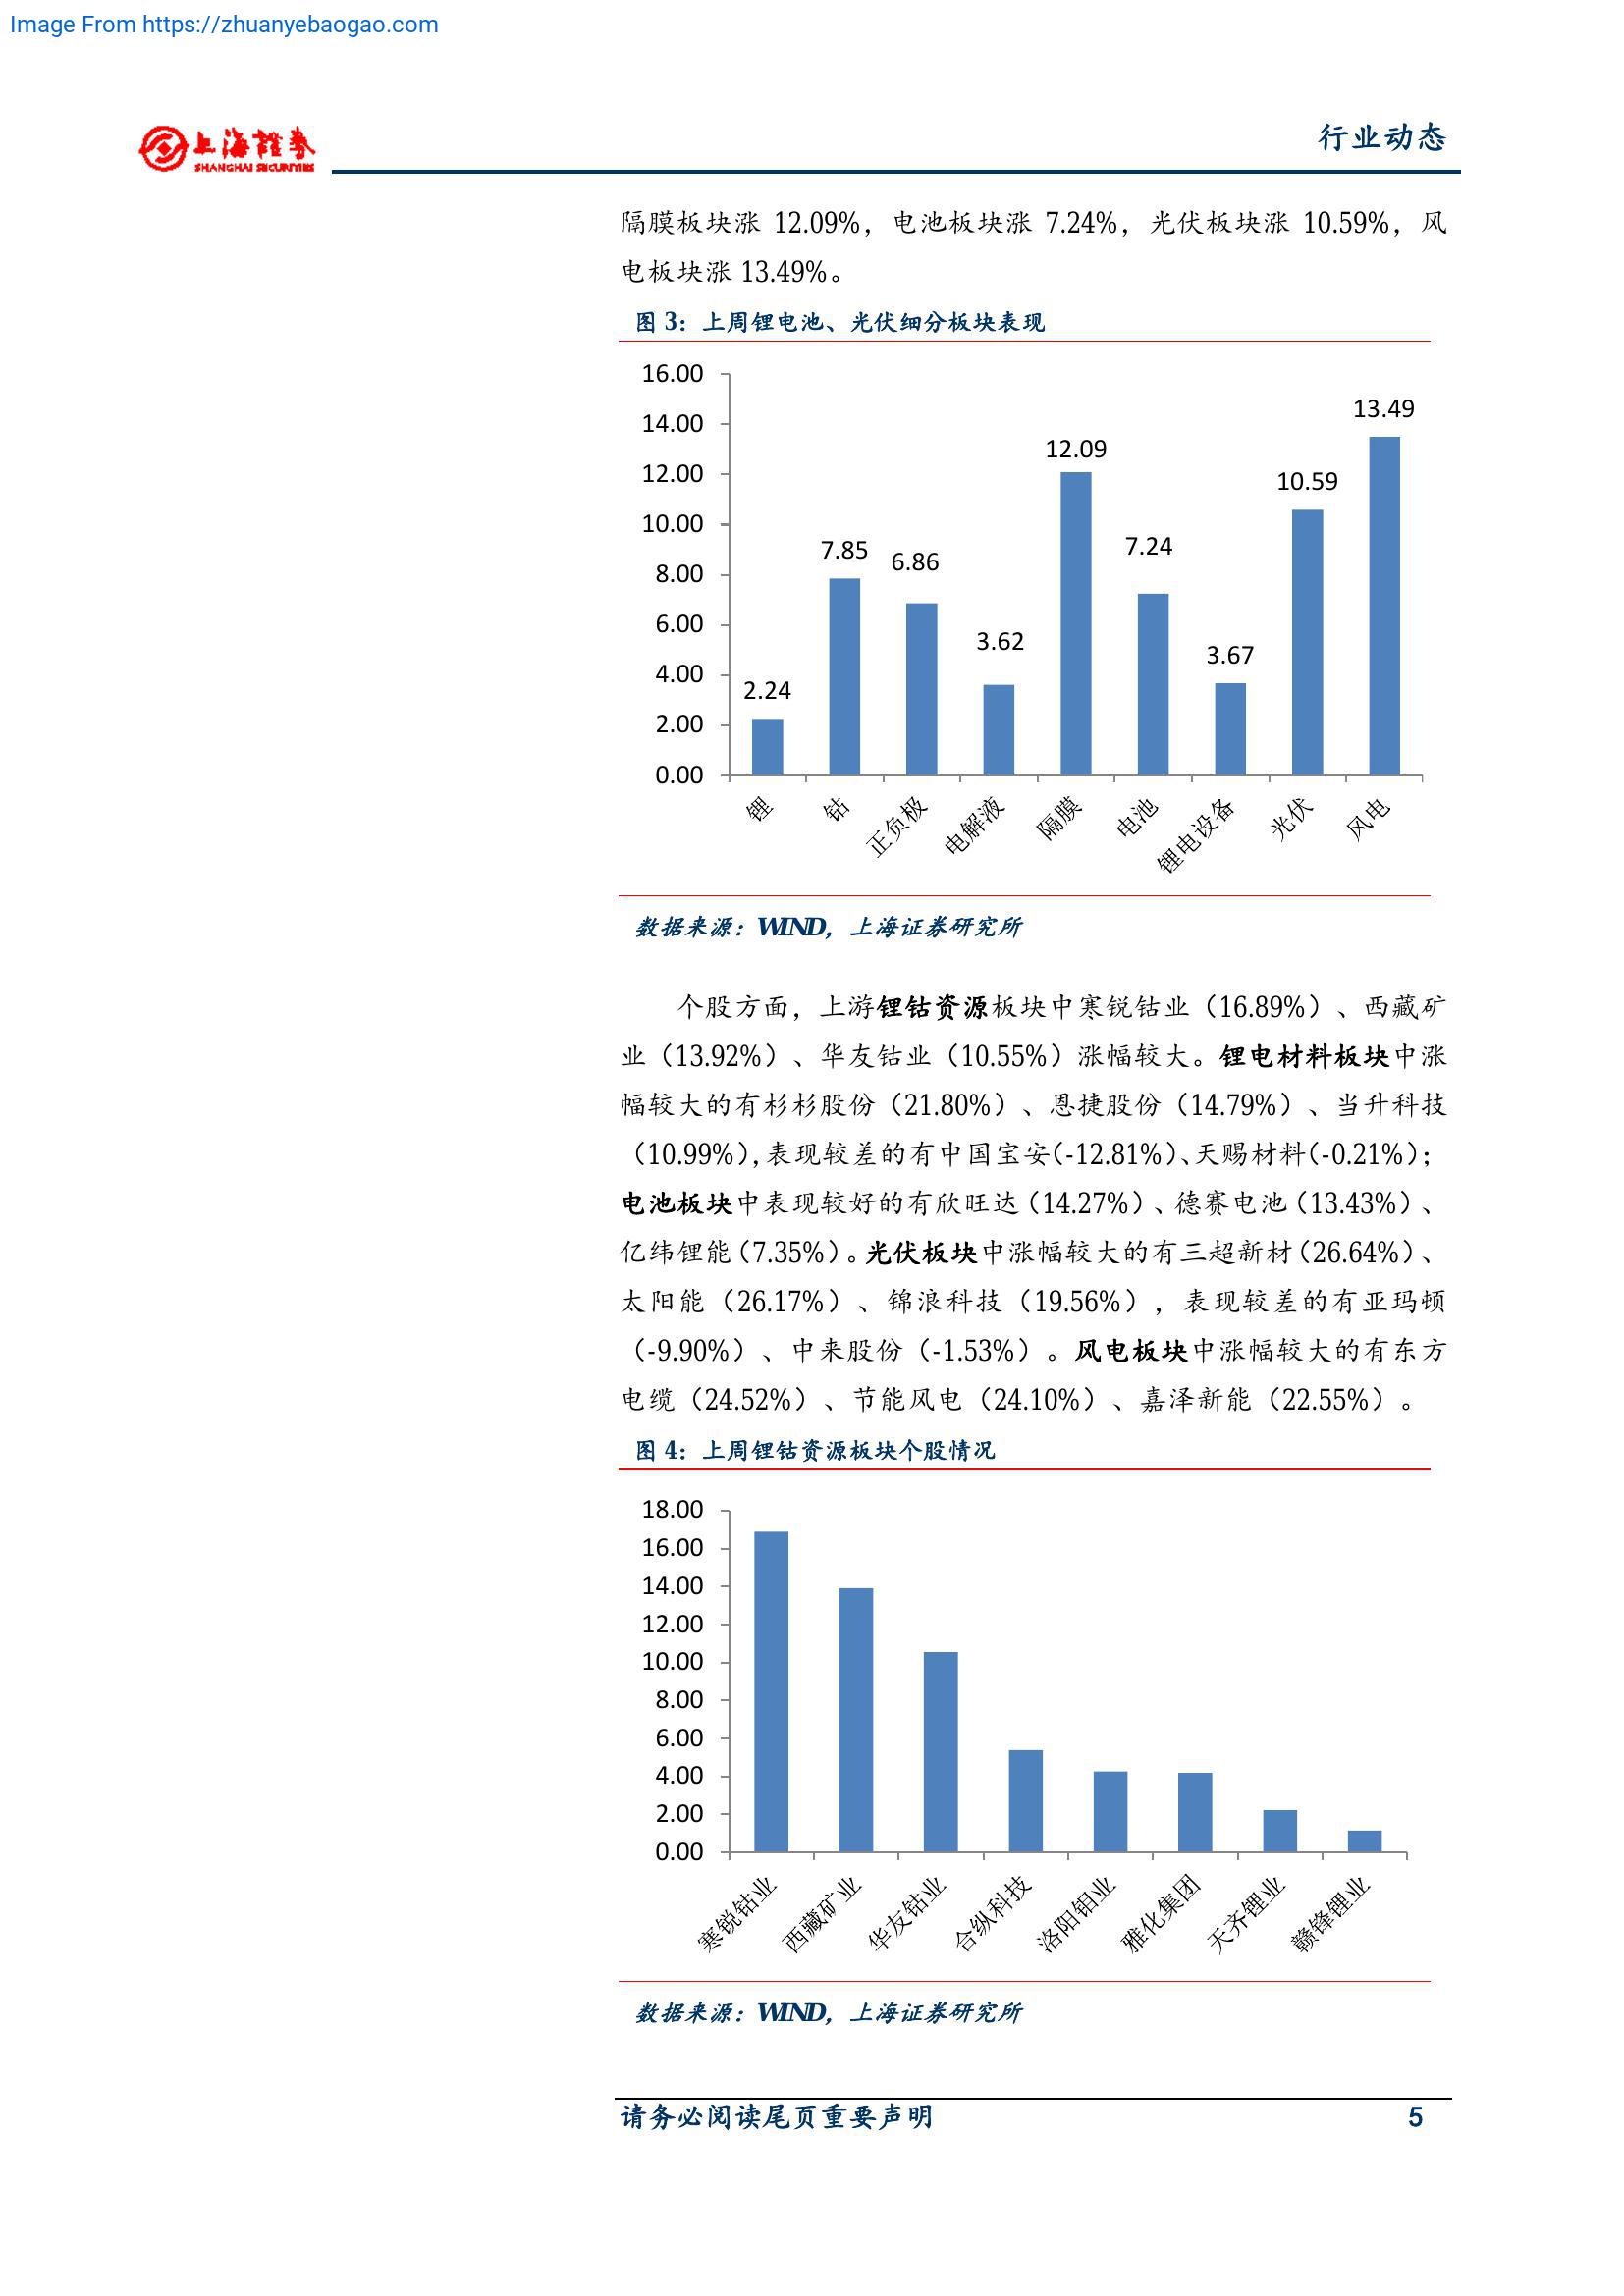 Image From https://zhuanyebaogao.com
上海證券
SHANGHAI SECURITIES
行业动态
隔膜板块涨 12.09%，电池板块涨 7.24%，光伏板块涨 10.59%，风
电板块涨 13.49%。
图 3：上周锂电池、光伏细分板块表现
16.00
14.00
12.00
10.00
8.00
6.00
4.00
2.00
0.00
2.24
7.85
6.86
3.62
12.09
7.24
3.67
10.59
13.49
锂
钴
正负极
电解液
隔膜
电池
锂电设备
光伏
风电
数据来源：WIND，上海证券研究所
个股方面，上游锂钴资源板块中寒锐钴业（16.89%）、西藏矿
业（13.92%）、华友钴业（10.55%）涨幅较大。锂电材料板块中涨
幅较大的有杉杉股份（21.80%）、恩捷股份（14.79%）、当升科技
（10.99%），表现较差的有中国宝安（-12.81%）、天赐材料（-0.21%）；
电池板块中表现较好的有欣旺达（14.27%）、德赛电池（13.43%）、
亿纬锂能（7.35%）。光伏板块中涨幅较大的有三超新材（26.64%）、
太阳能（26.17%）、锦浪科技（19.56%），表现较差的有亚玛顿
（-9.90%）、中来股份（-1.53%）。风电板块中涨幅较大的有东方
电缆（24.52%）、节能风电（24.10%）、嘉泽新能（22.55%）。
图 4：上周锂钴资源板块个股情况
18.00
16.00
14.00
12.00
10.00
8.00
6.00
4.00
2.00
0.00
寒锐钴业
西藏矿业
华友钴业
合纵科技
洛阳钼业
雅化集团
天齐锂业
赣锋锂业
数据来源：WIND，上海证券研究所
请务必阅读尾页重要声明
5